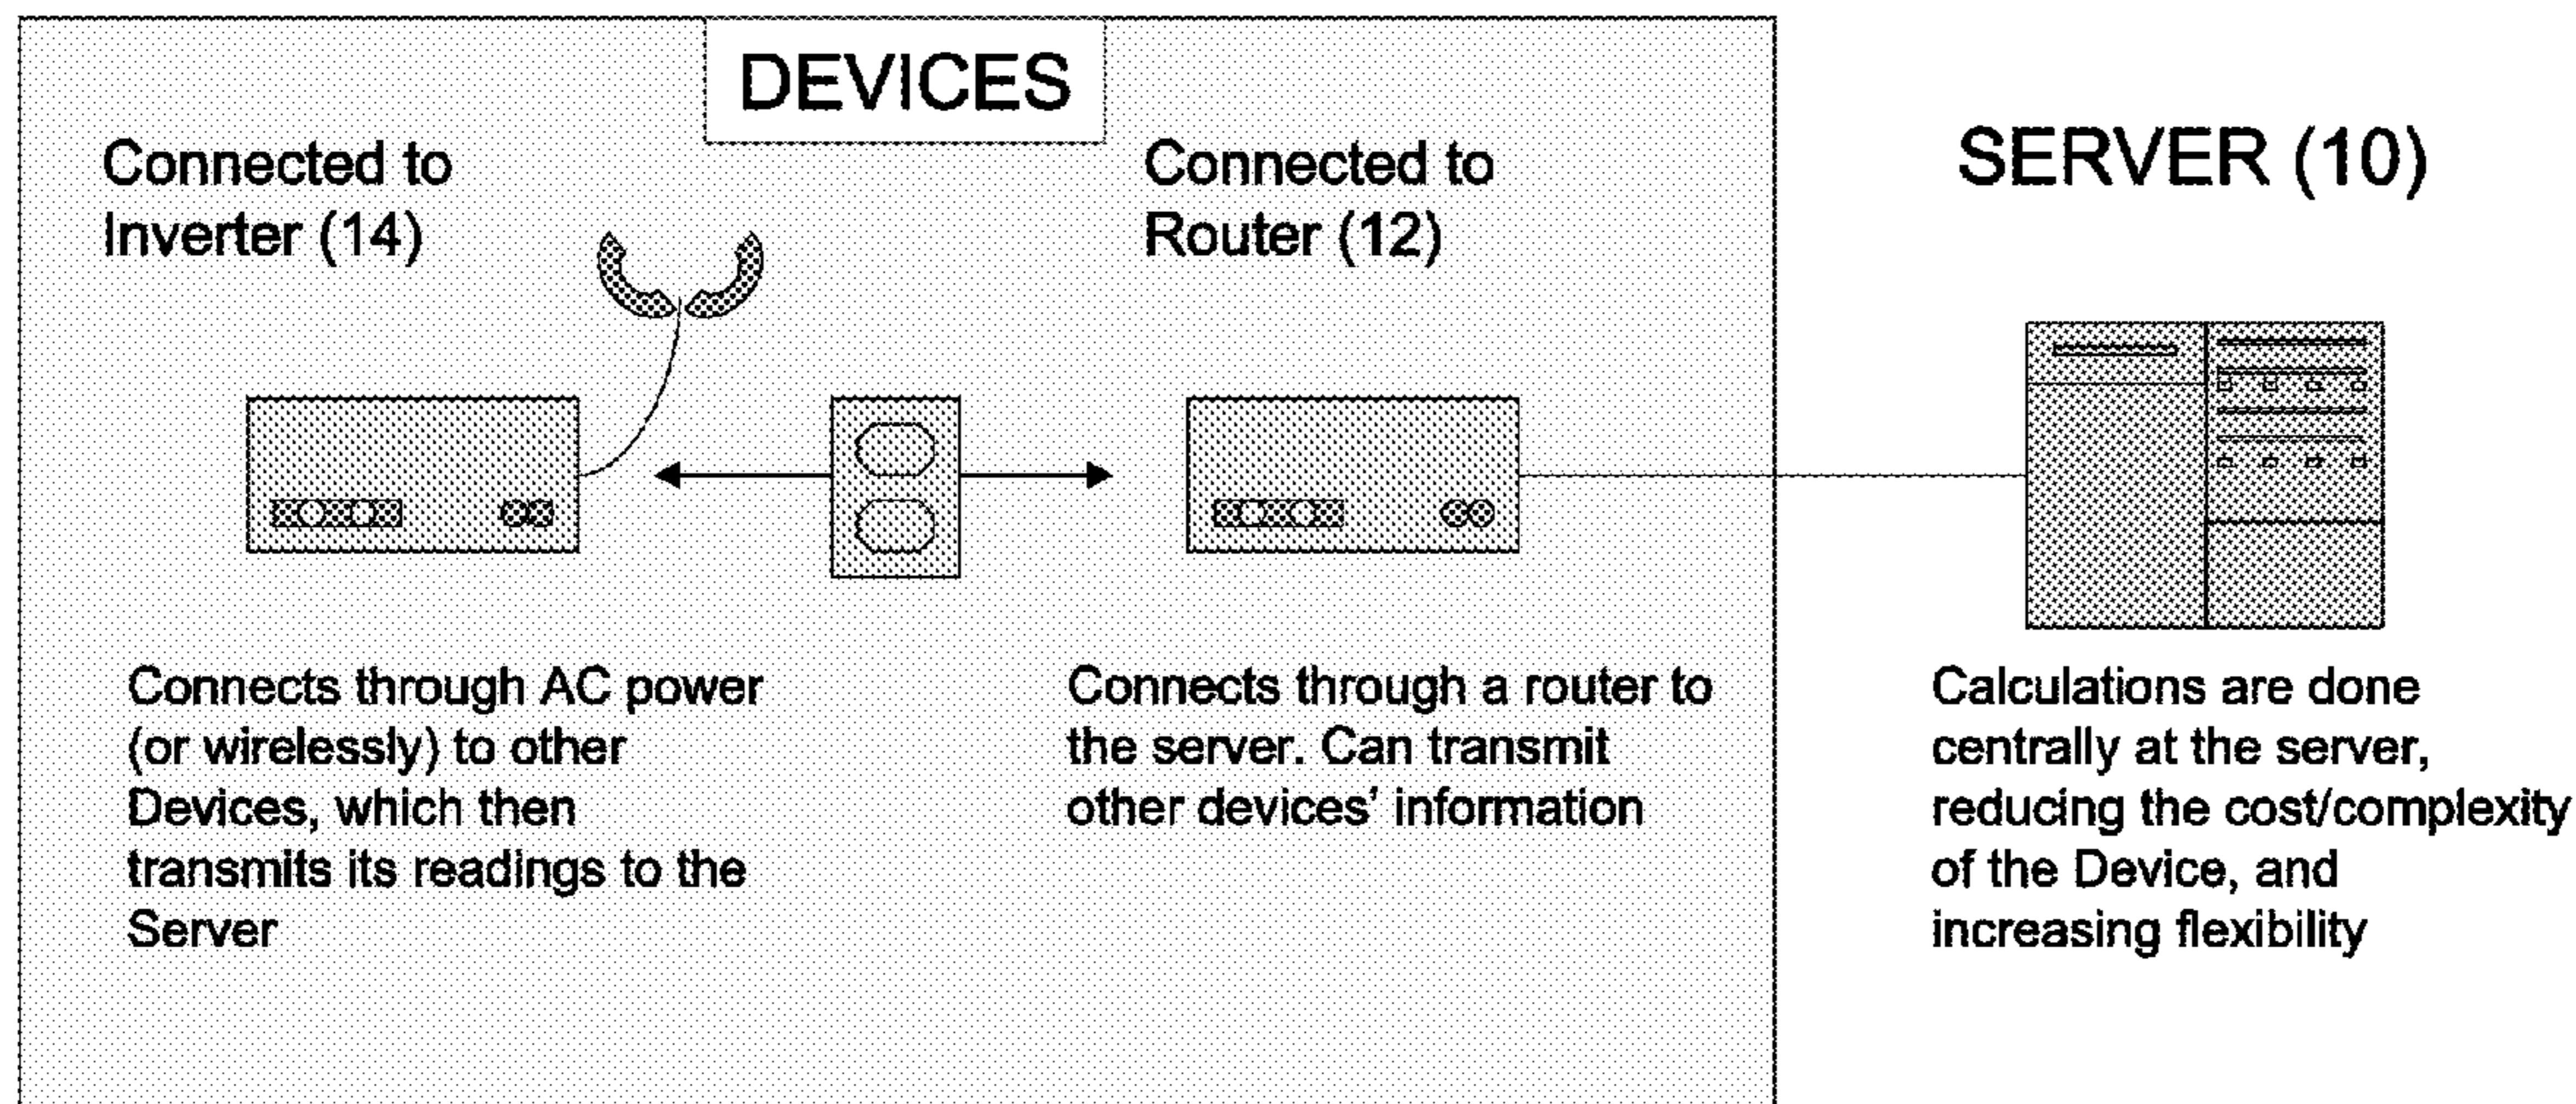 DEVICES
Connected to
Inverter (14)
Connected to
Router (12)
SERVER (10)
Connects through AC power
(or wirelessly) to other
Devices, which then
transmits its readings to the
Server
Connects through a router to
the server. Can transmit
other devices' information
Calculations are done
centrally at the server,
reducing the cost/complexity
of the Device, and
increasing flexibility